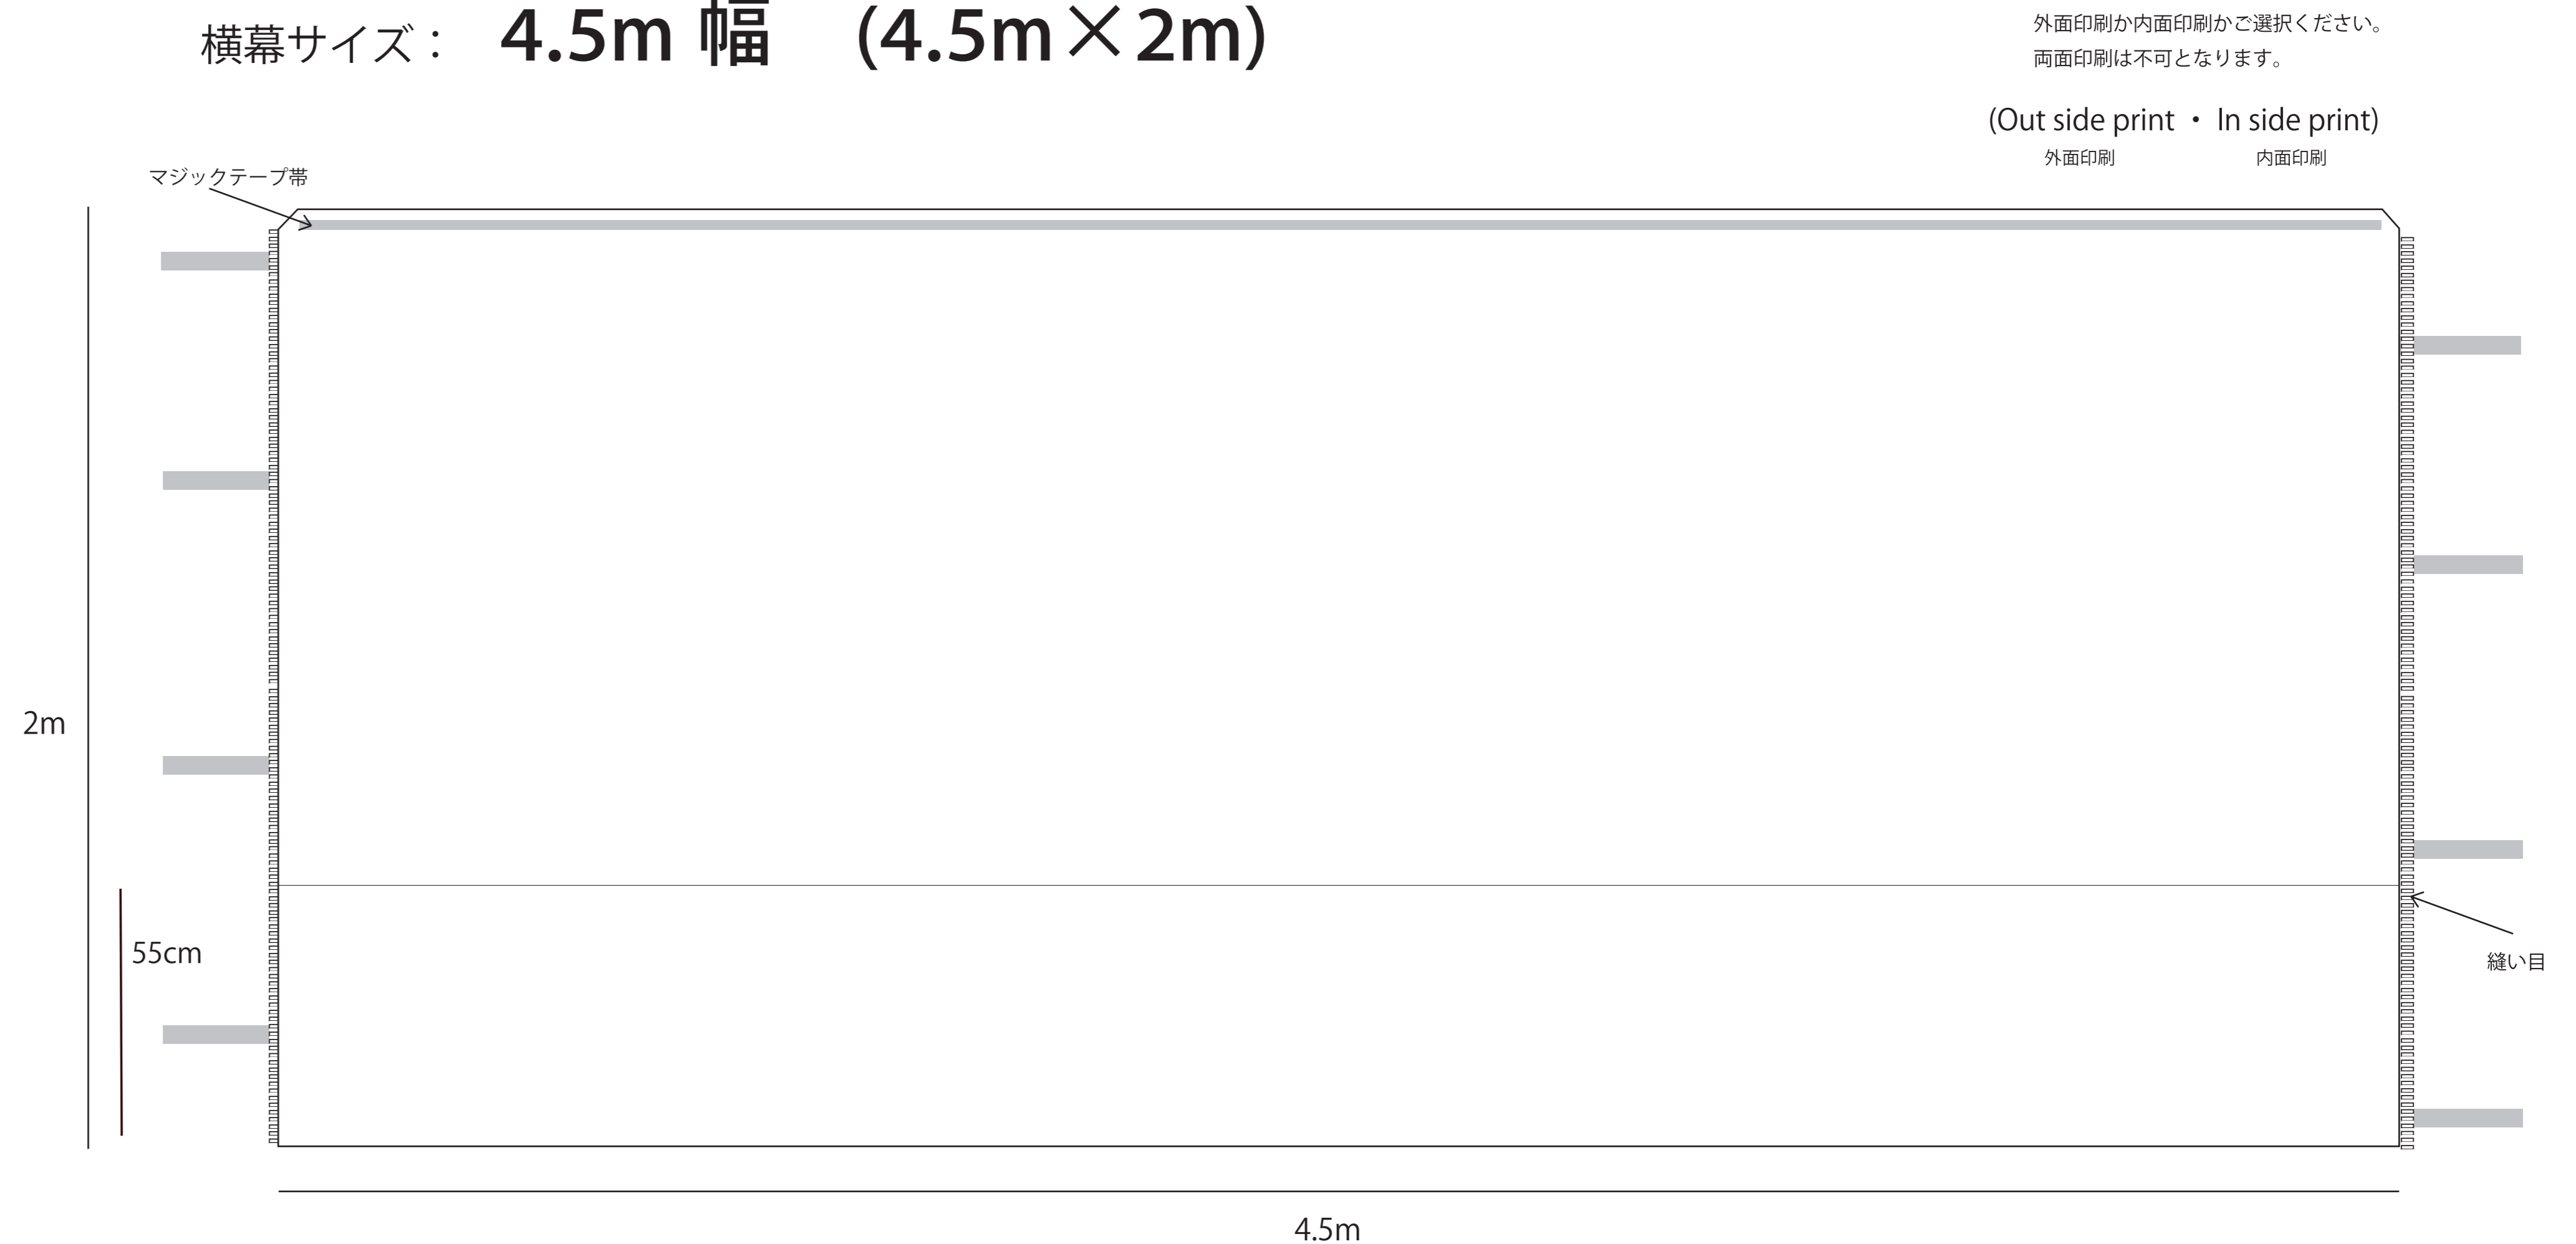 横幕サイズ： 4.5m 幅 (4.5m×2m)
外面印刷か内面印刷かご選択ください。
両面印刷は不可となります。
(Out side print ・ In side print)
外面印刷 内面印刷
マジックテープ帯
2m
55cm
縫い目
4.5m